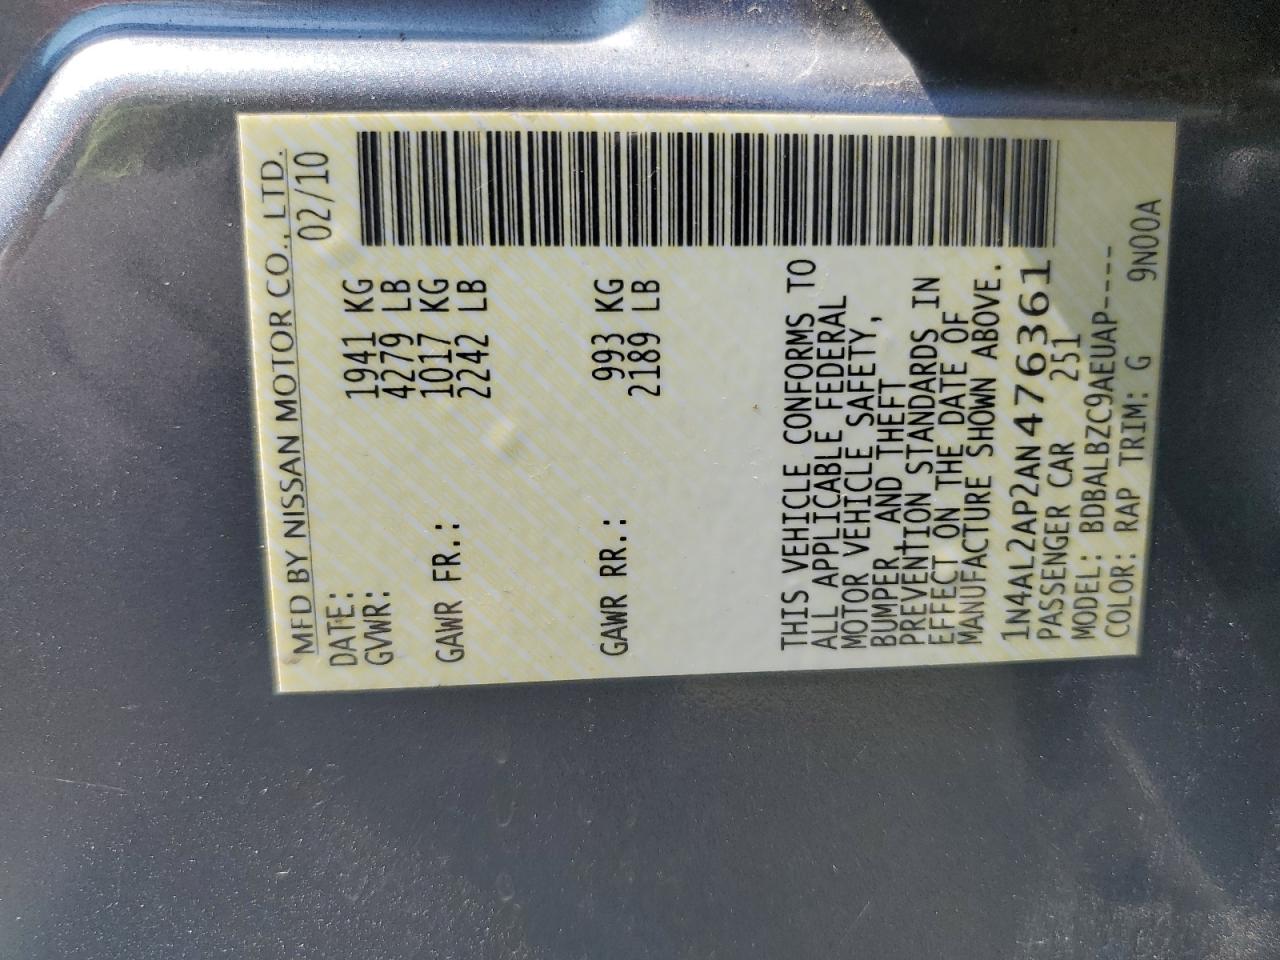 MFD BY NISSAN MOTOR CO., LTD.
DATE: 02/10
GVWR: 1941 KG
4279 LB
GAWR FR.: 1017 KG
2242 LB
GAWR RR.: 993 KG
2189 LB
THIS VEHICLE CONFORMS TO
ALL APPLICABLE FEDERAL
MOTOR VEHICLE SAFETY,
BUMPER, AND THEFT
PREVENTION STANDARDS IN
EFFECT ON THE DATE OF
MANUFACTURE SHOWN ABOVE.
1N4AL2AP2AN476361
PASSENGER CAR 251
MODEL: BDBALBZC9AEUAP----
COLOR: RAP TRIM: G 9N00A